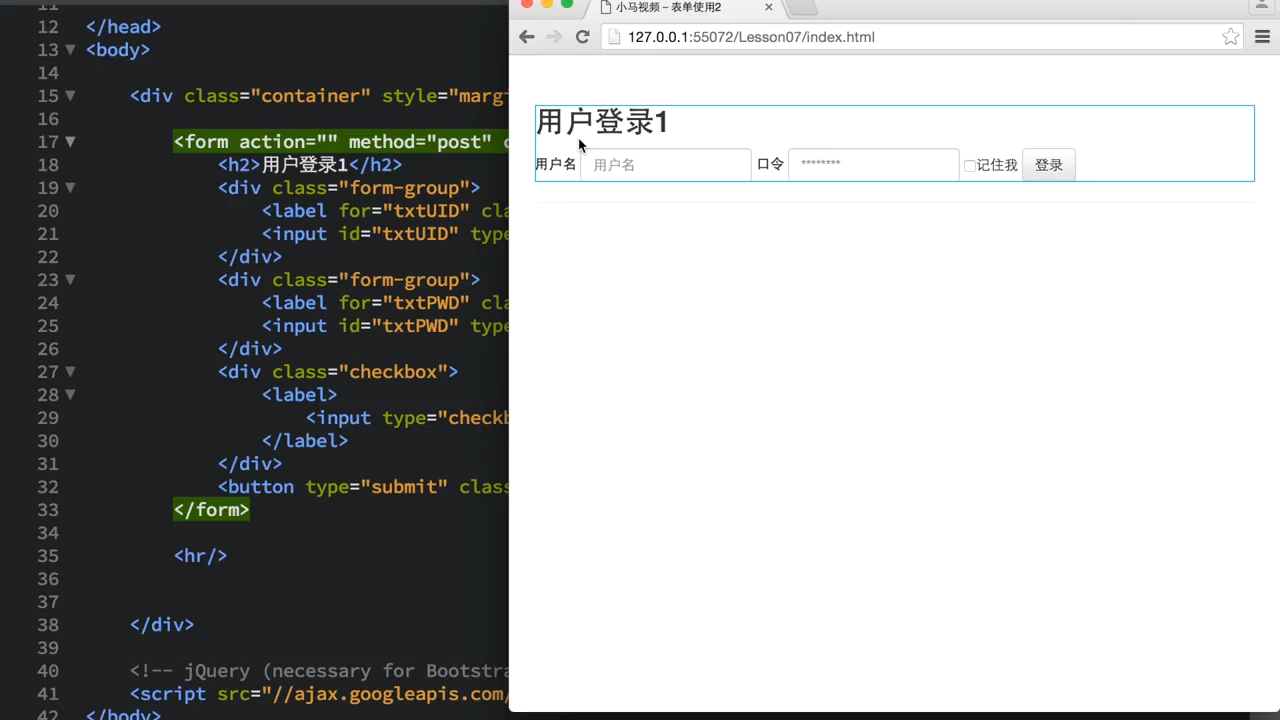 11
12 </head>
13 <body>
14
15 <div class="container" style="marg
16
17 <form action="" method="post" c
18 <h2>用户登录1</h2>
19 <div class="form-group">
20 <label for="txtUID" cla
21 <input id="txtUID" type
22 </div>
23 <div class="form-group">
24 <label for="txtPWD" cla
25 <input id="txtPWD" type
26 </div>
27 <div class="checkbox">
28 <label>
29 <input type="checkb
30 </label>
31 </div>
32 <button type="submit" class
33 </form>
34
35 <hr/>
36
37
38 </div>
39
40 <!-- jQuery (necessary for Bootstra
41 <script src="//ajax.googleapis.com/
42 </body>
小马视频 – 表单使用2
127.0.0.1:55072/Lesson07/index.html
用户登录1
用户名 用户名 口令 ******** 记住我 登录